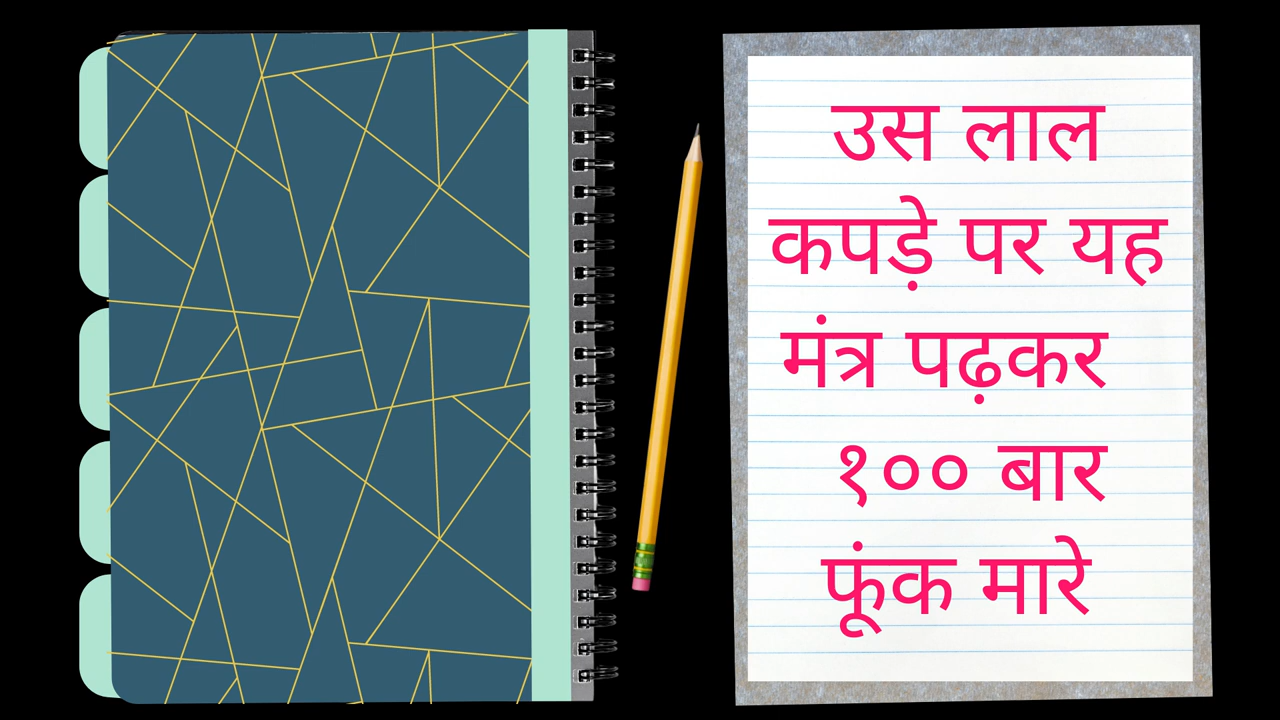 उस लाल
कपड़े पर यह
मंत्र पढ़कर
१०० बार
फूंक मारे